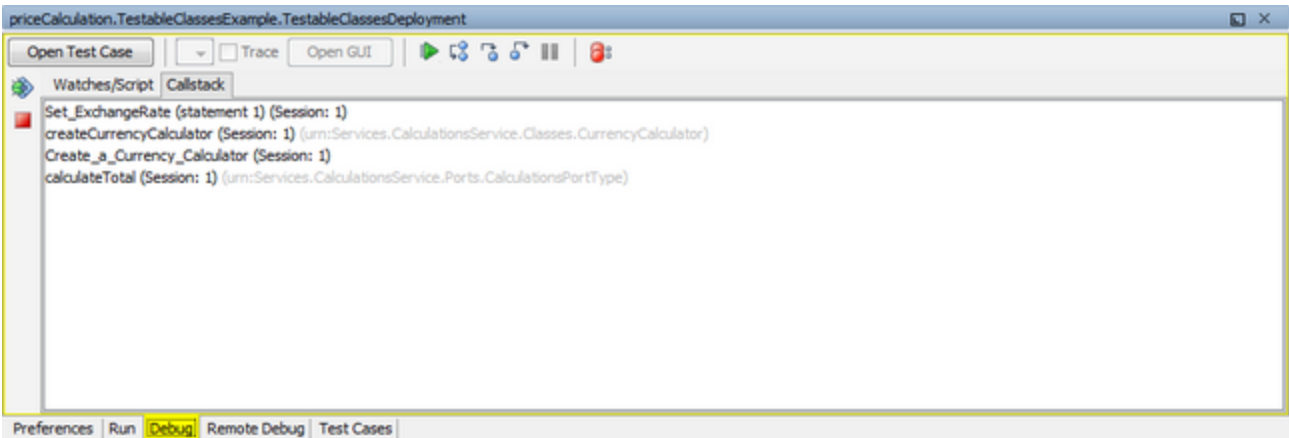 priceCalculation.TestableClassesExample.TestableClassesDeployment
Open Test Case Trace Open GUI
Watches/Script Callstack
Set_ExchangeRate (statement 1) (Session: 1)
createCurrencyCalculator (Session: 1) (urn:Services.CalculationsService.Classes.CurrencyCalculator)
Create_a_Currency_Calculator (Session: 1)
calculateTotal (Session: 1) (urn:Services.CalculationsService.Ports.CalculationsPortType)
Preferences Run Debug Remote Debug Test Cases